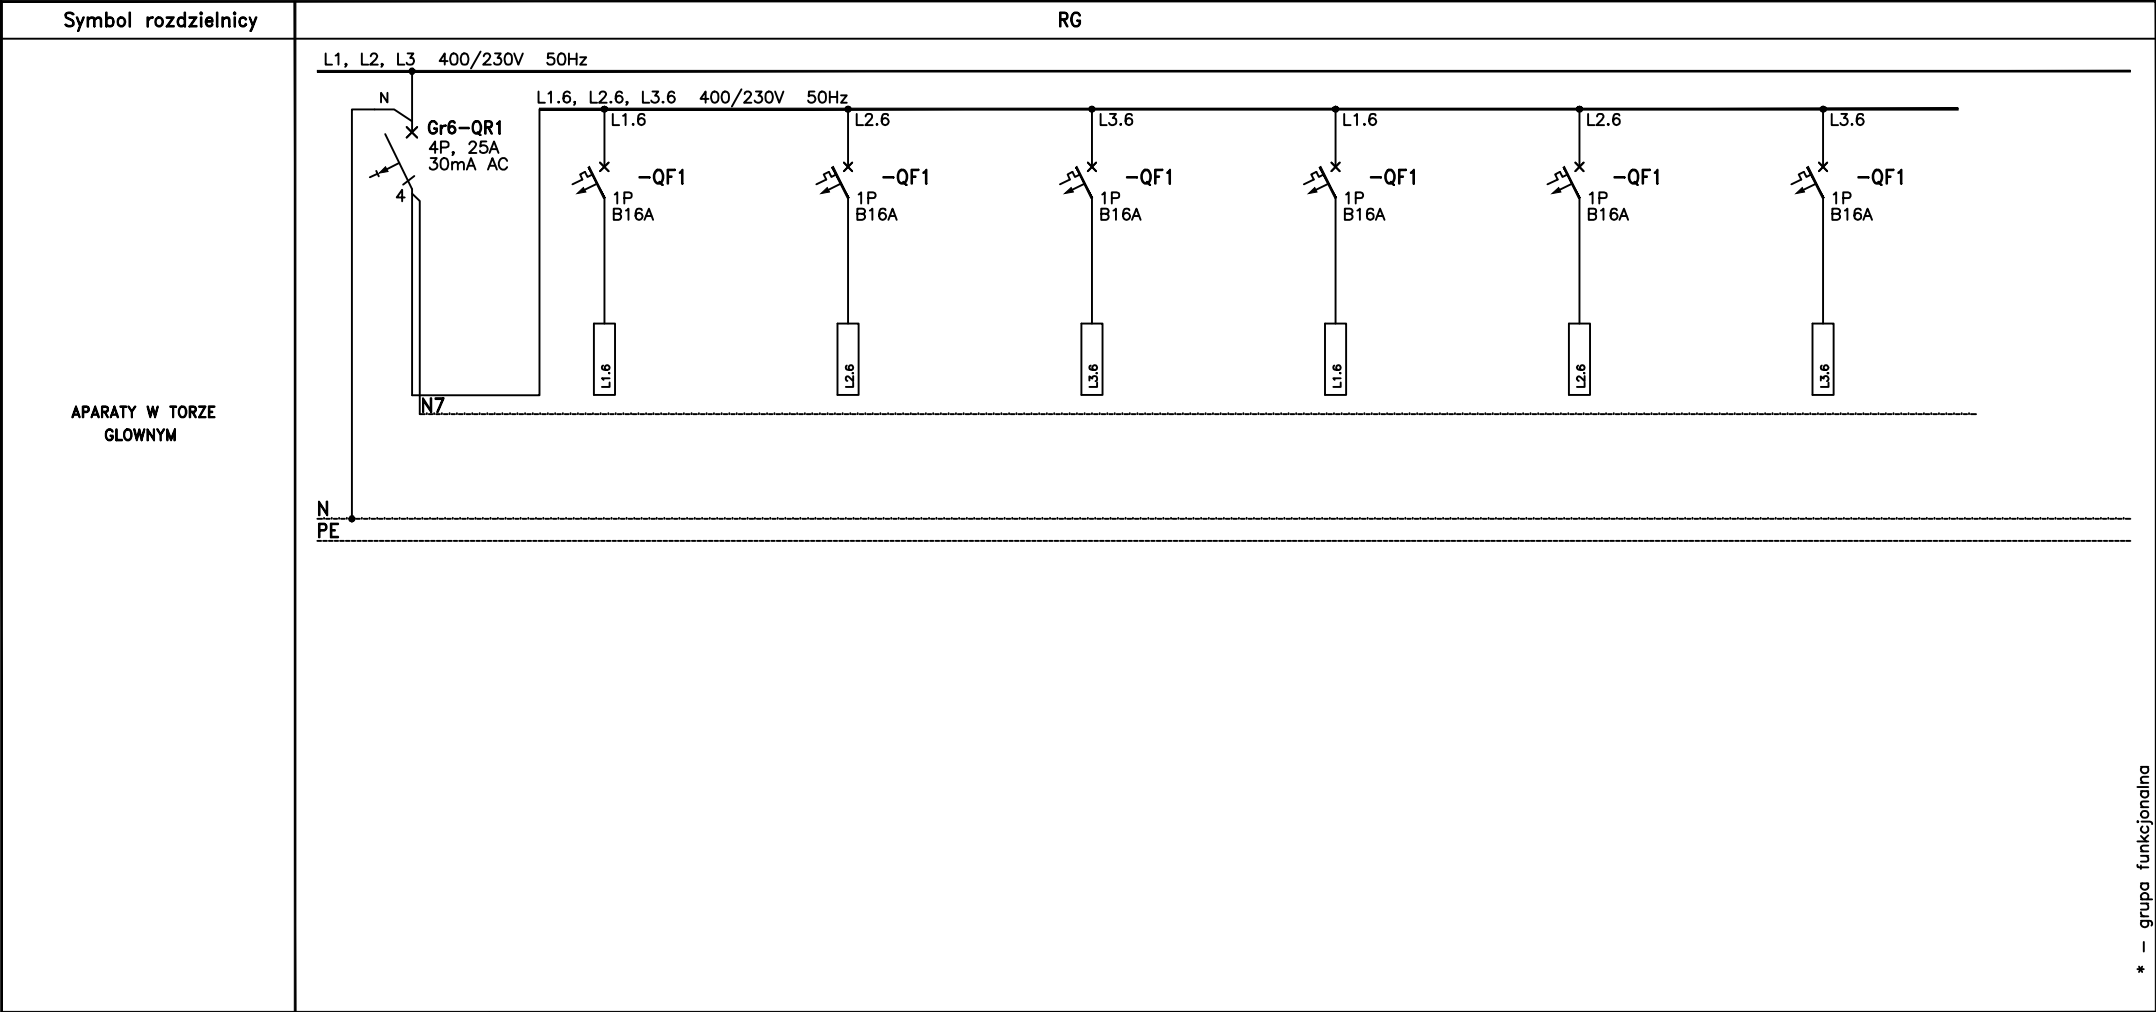 Symbol rozdzielnicy
RG
L1, L2, L3 400/230V 50Hz
N
L1.6, L2.6, L3.6 400/230V 50Hz
Gr6-QR1
4P, 25A
30mA AC
4
L1.6
-QF1
1P
B16A
L1.6
L2.6
-QF1
1P
B16A
L2.6
L3.6
-QF1
1P
B16A
L3.6
L1.6
-QF1
1P
B16A
L1.6
L2.6
-QF1
1P
B16A
L2.6
L3.6
-QF1
1P
B16A
L3.6
N7
APARATY W TORZE
GLOWNYM
N
PE
* - grupa funkcjonalna